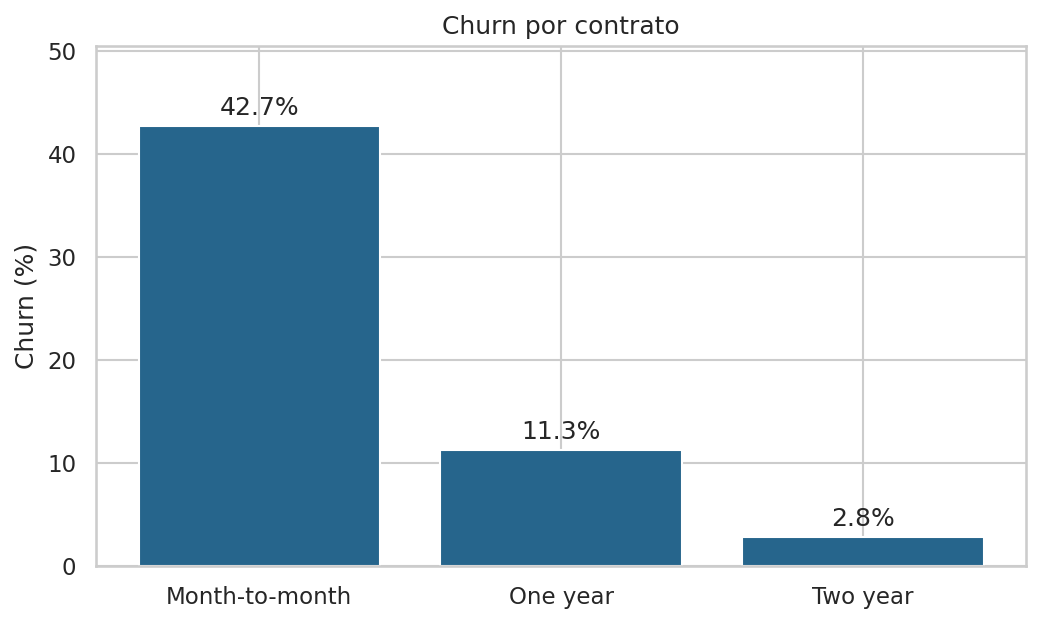 Churn por contrato
50
42.7%
40
30
Churn (%)
20
11.3%
10
2.8%
0
Month-to-month
One year
Two year